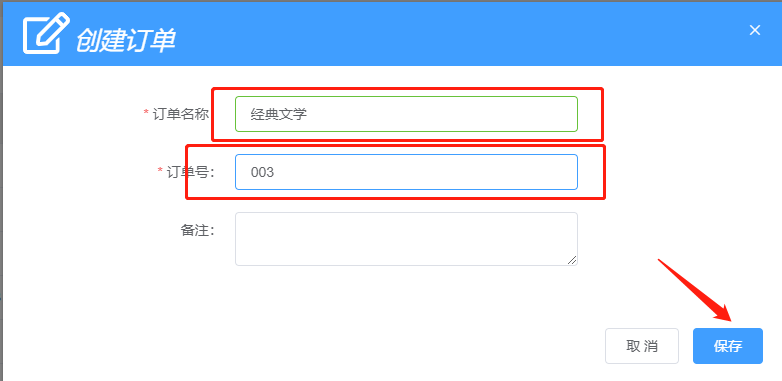 创建订单
* 订单名称
经典文学
* 订单号：
003
备注：
取 消
保存